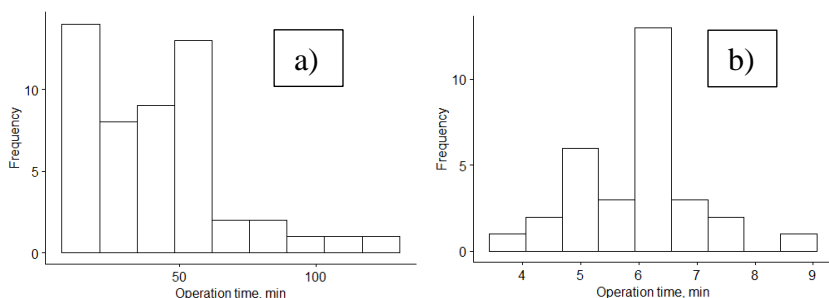 a)
Frequency
10
5
0
50 100
Operation time, min
b)
Frequency
10
5
0
4 5 6 7 8 9
Operation time, min